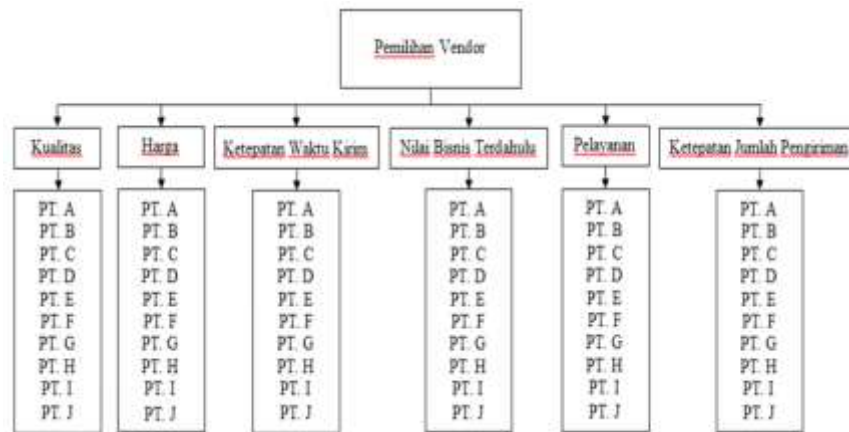 Pemilihan Vendor
Kualitas
Harga
Ketepatan Waktu Kirim
Nilai Bisnis Terdahulu
Pelayanan
Ketepatan Jumlah Pengiriman
PT. A
PT. B
PT. C
PT. D
PT. E
PT. F
PT. G
PT. H
PT. I
PT. J
PT. A
PT. B
PT. C
PT. D
PT. E
PT. F
PT. G
PT. H
PT. I
PT. J
PT. A
PT. B
PT. C
PT. D
PT. E
PT. F
PT. G
PT. H
PT. I
PT. J
PT. A
PT. B
PT. C
PT. D
PT. E
PT. F
PT. G
PT. H
PT. I
PT. J
PT. A
PT. B
PT. C
PT. D
PT. E
PT. F
PT. G
PT. H
PT. I
PT. J
PT. A
PT. B
PT. C
PT. D
PT. E
PT. F
PT. G
PT. H
PT. I
PT. J